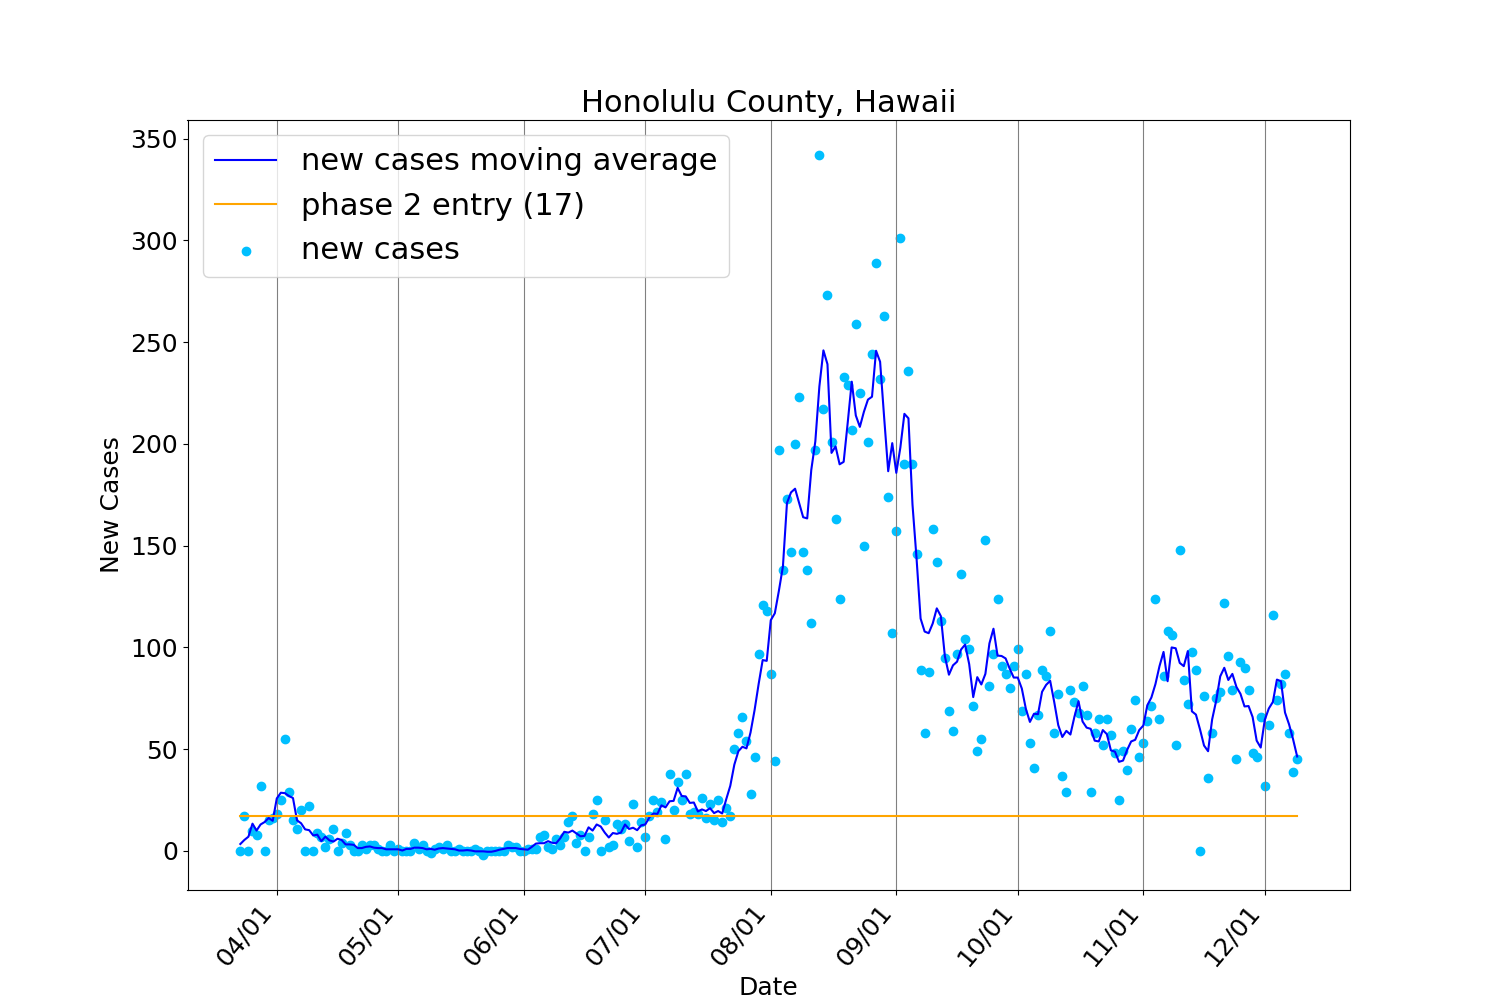 Honolulu County, Hawaii
new cases moving average
phase 2 entry (17)
new cases
350
300
250
200
150
100
50
0
New Cases
04/01
05/01
06/01
07/01
08/01
09/01
10/01
11/01
12/01
Date